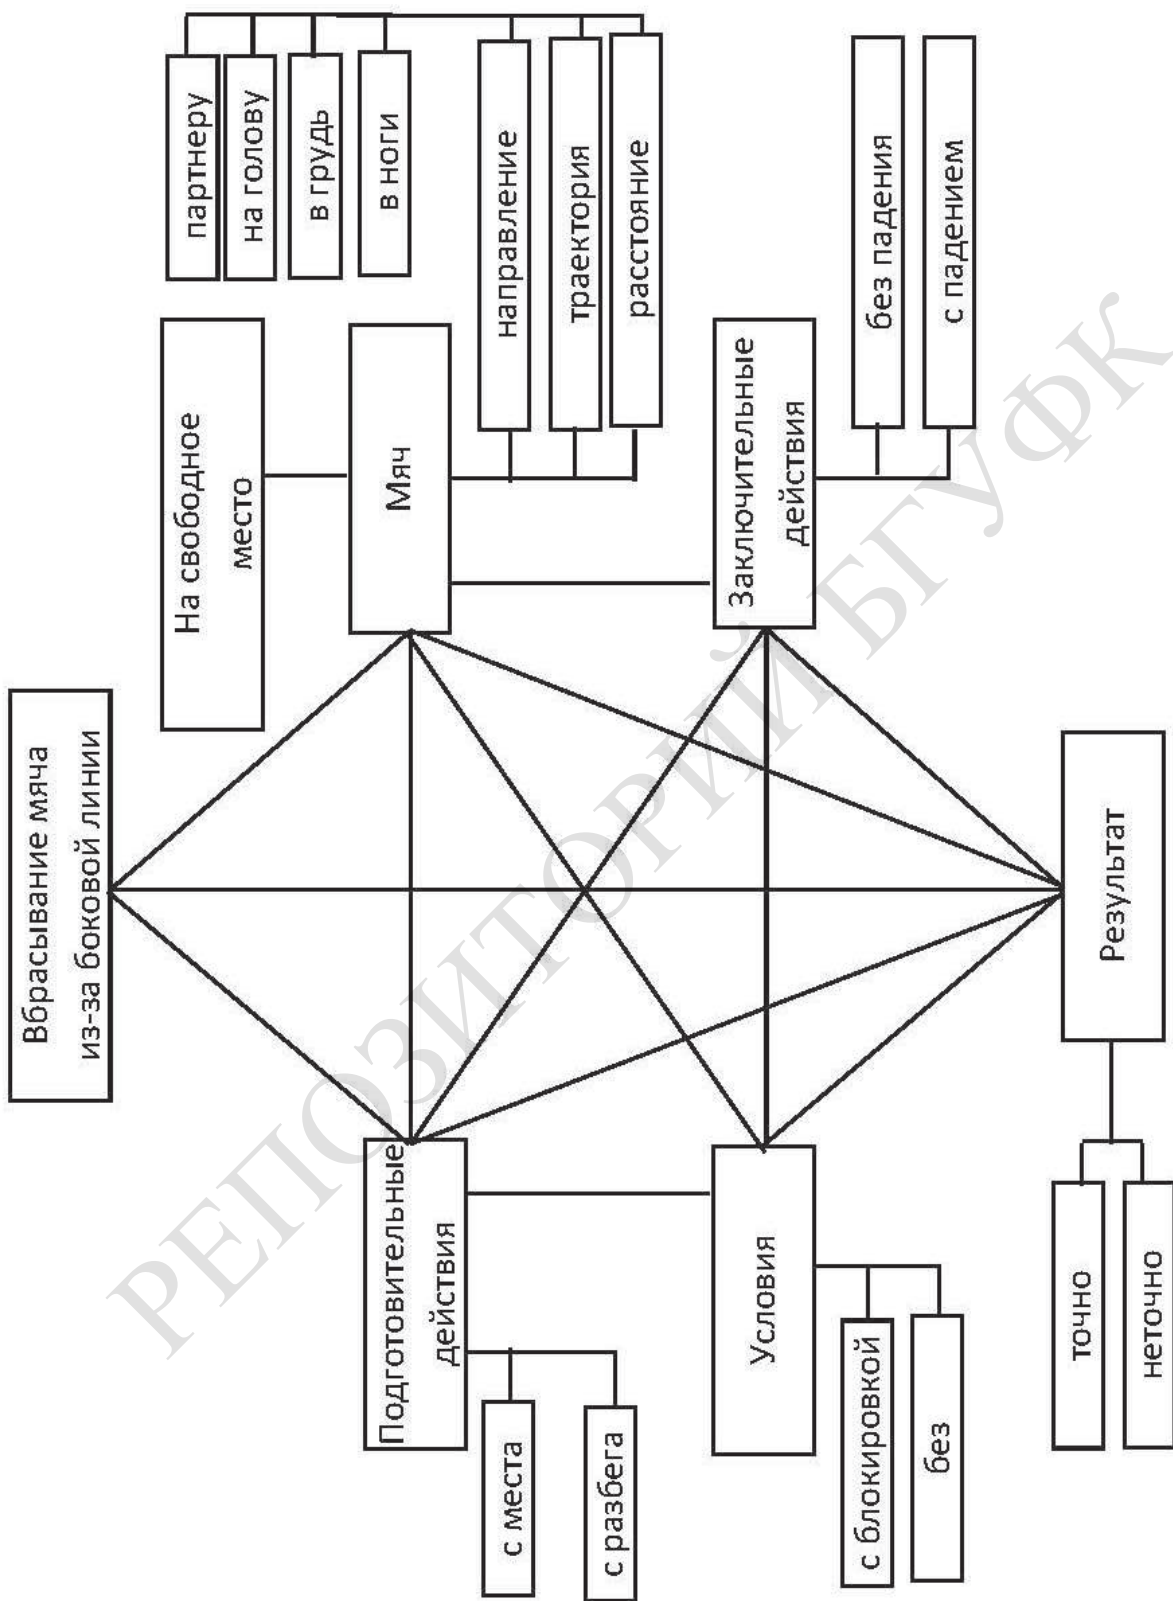 Вбрасывание мяча
из-за боковой линии
На свободное
место
партнеру
на голову
в грудь
в ноги
Подготовительные
действия
Мяч
с места
с разбега
направление
траектория
расстояние
Условия
Заключительные
действия
с блокировкой
без
без падения
с падением
Результат
точно
неточно
РЕПОЗИТОРИЙ БГУФК